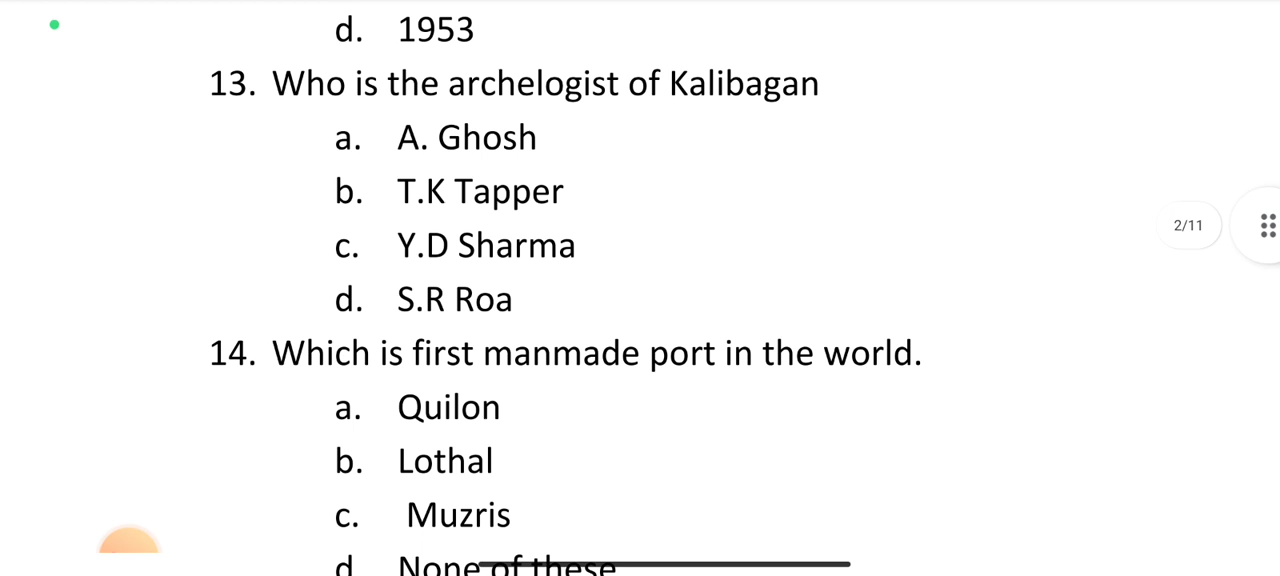 d. 1953
13. Who is the archelogist of Kalibagan
a. A. Ghosh
b. T.K Tapper
c. Y.D Sharma
d. S.R Roa
2/11
14. Which is first manmade port in the world.
a. Quilon
b. Lothal
c. Muzris
d None of these